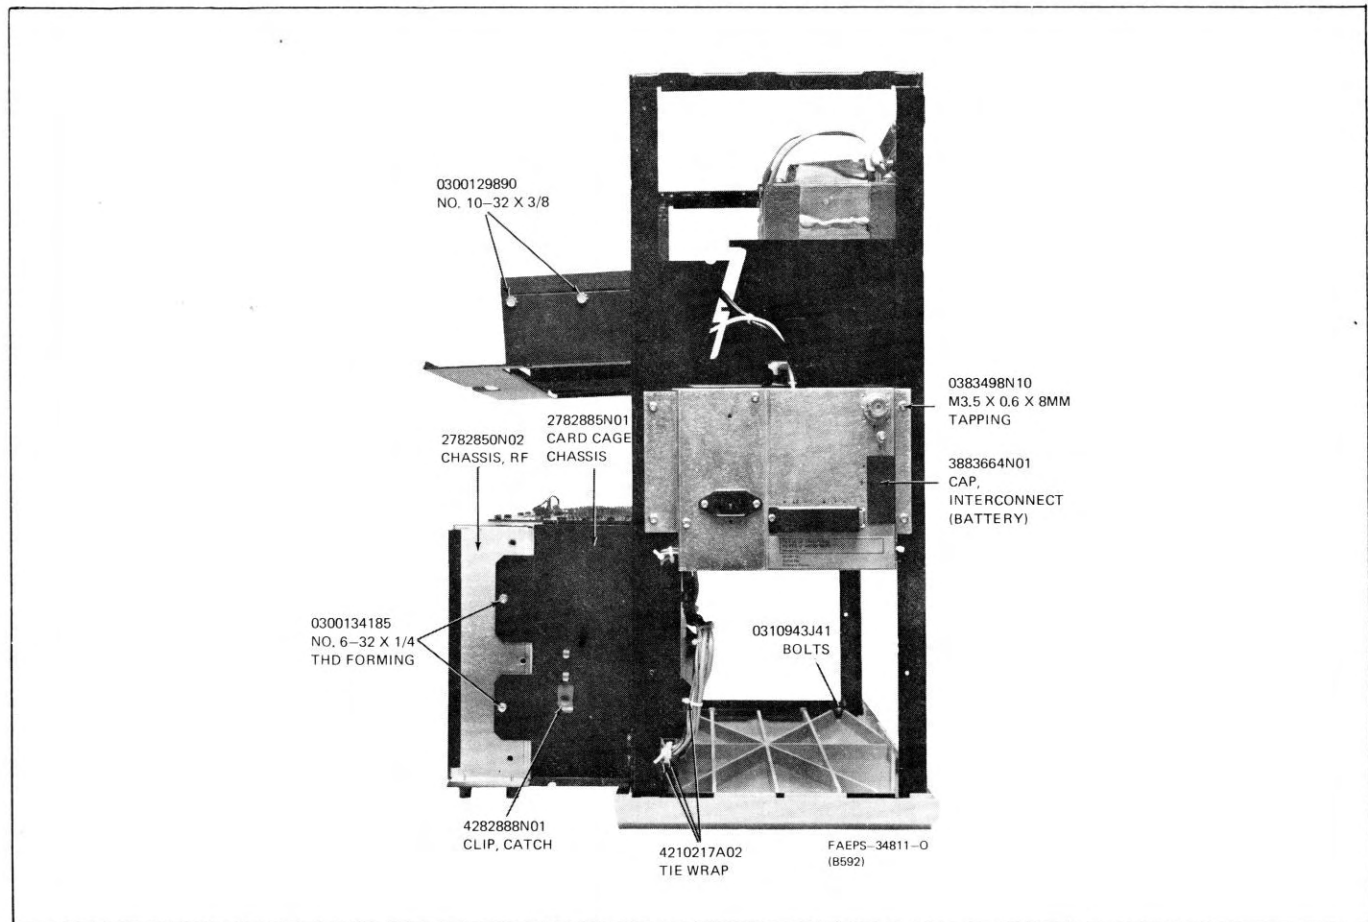 0300129890
NO. 10–32 X 3/8
0383498N10
M3.5 X 0.6 X 8MM
TAPPING
2782885N01
CARD CAGE
CHASSIS
2782850N02
CHASSIS, RF
3883664N01
CAP,
INTERCONNECT
(BATTERY)
0300134185
NO. 6–32 X 1/4
THD FORMING
0310943J41
BOLTS
4282888N01
CLIP, CATCH
4210217A02
TIE WRAP
FAEPS–34811–O
(B592)